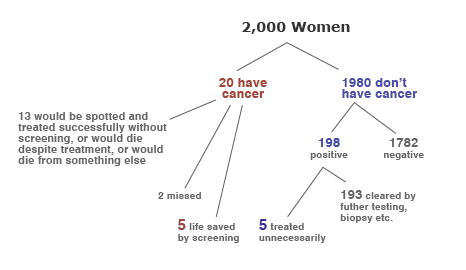 2,000 Women
20 have
cancer
1980 don't
have cancer
13 would be spotted and
treated successfully without
screening, or would die
despite treatment, or would
die from something else
198
positive
1782
negative
2 missed
193 cleared by
futher testing,
biopsy etc.
5 life saved
by screening
5 treated
unnecessarily